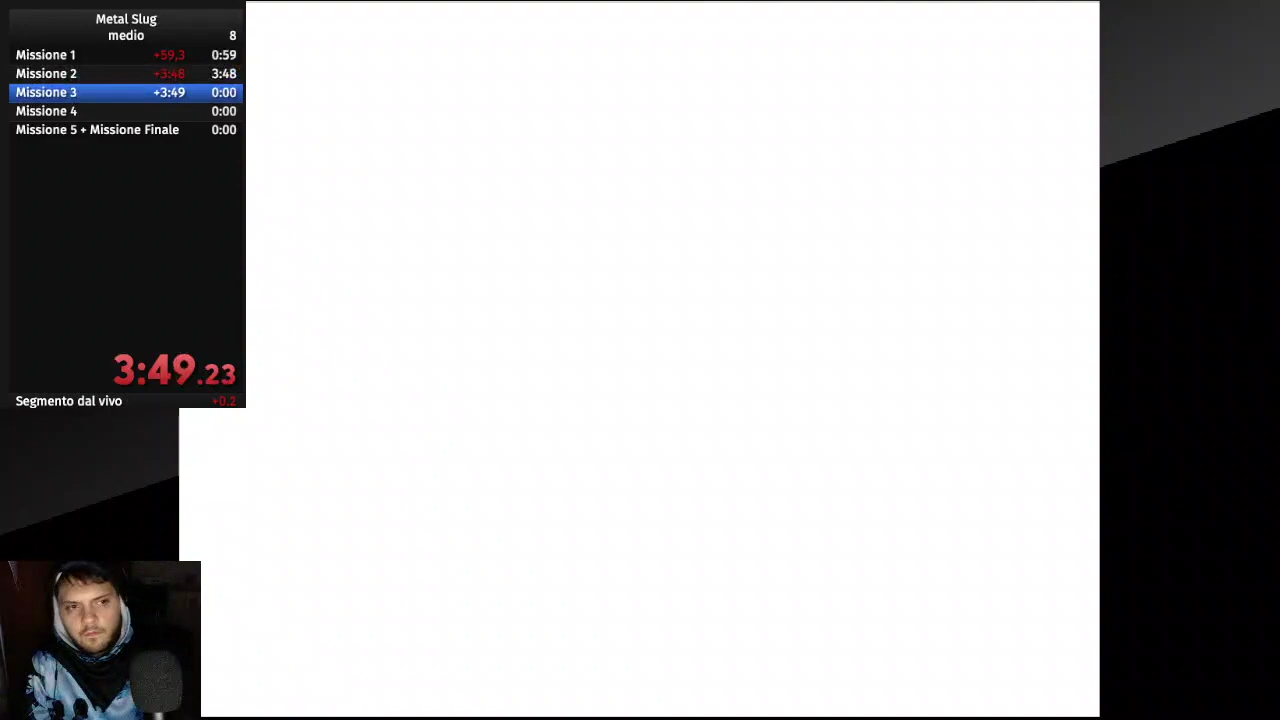 Metal Slug
medio 8
Missione 1 +59,3 0:59
Missione 2 +3:48 3:48
Missione 3 +3:49 0:00
Missione 4 0:00
Missione 5 + Missione Finale 0:00
3:49.23
Segmento dal vivo +0.2